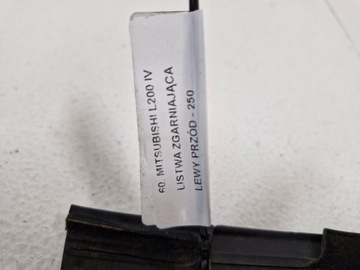 60. MITSUBISHI L200 IV
LISTWA ZGARNIAJĄCA
LEWY PRZÓD - 250